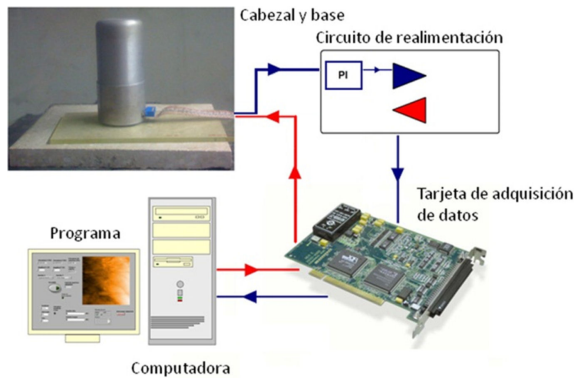 Cabezal y base
Circuito de realimentación
PI
Tarjeta de adquisición
de datos
Programa
Computadora